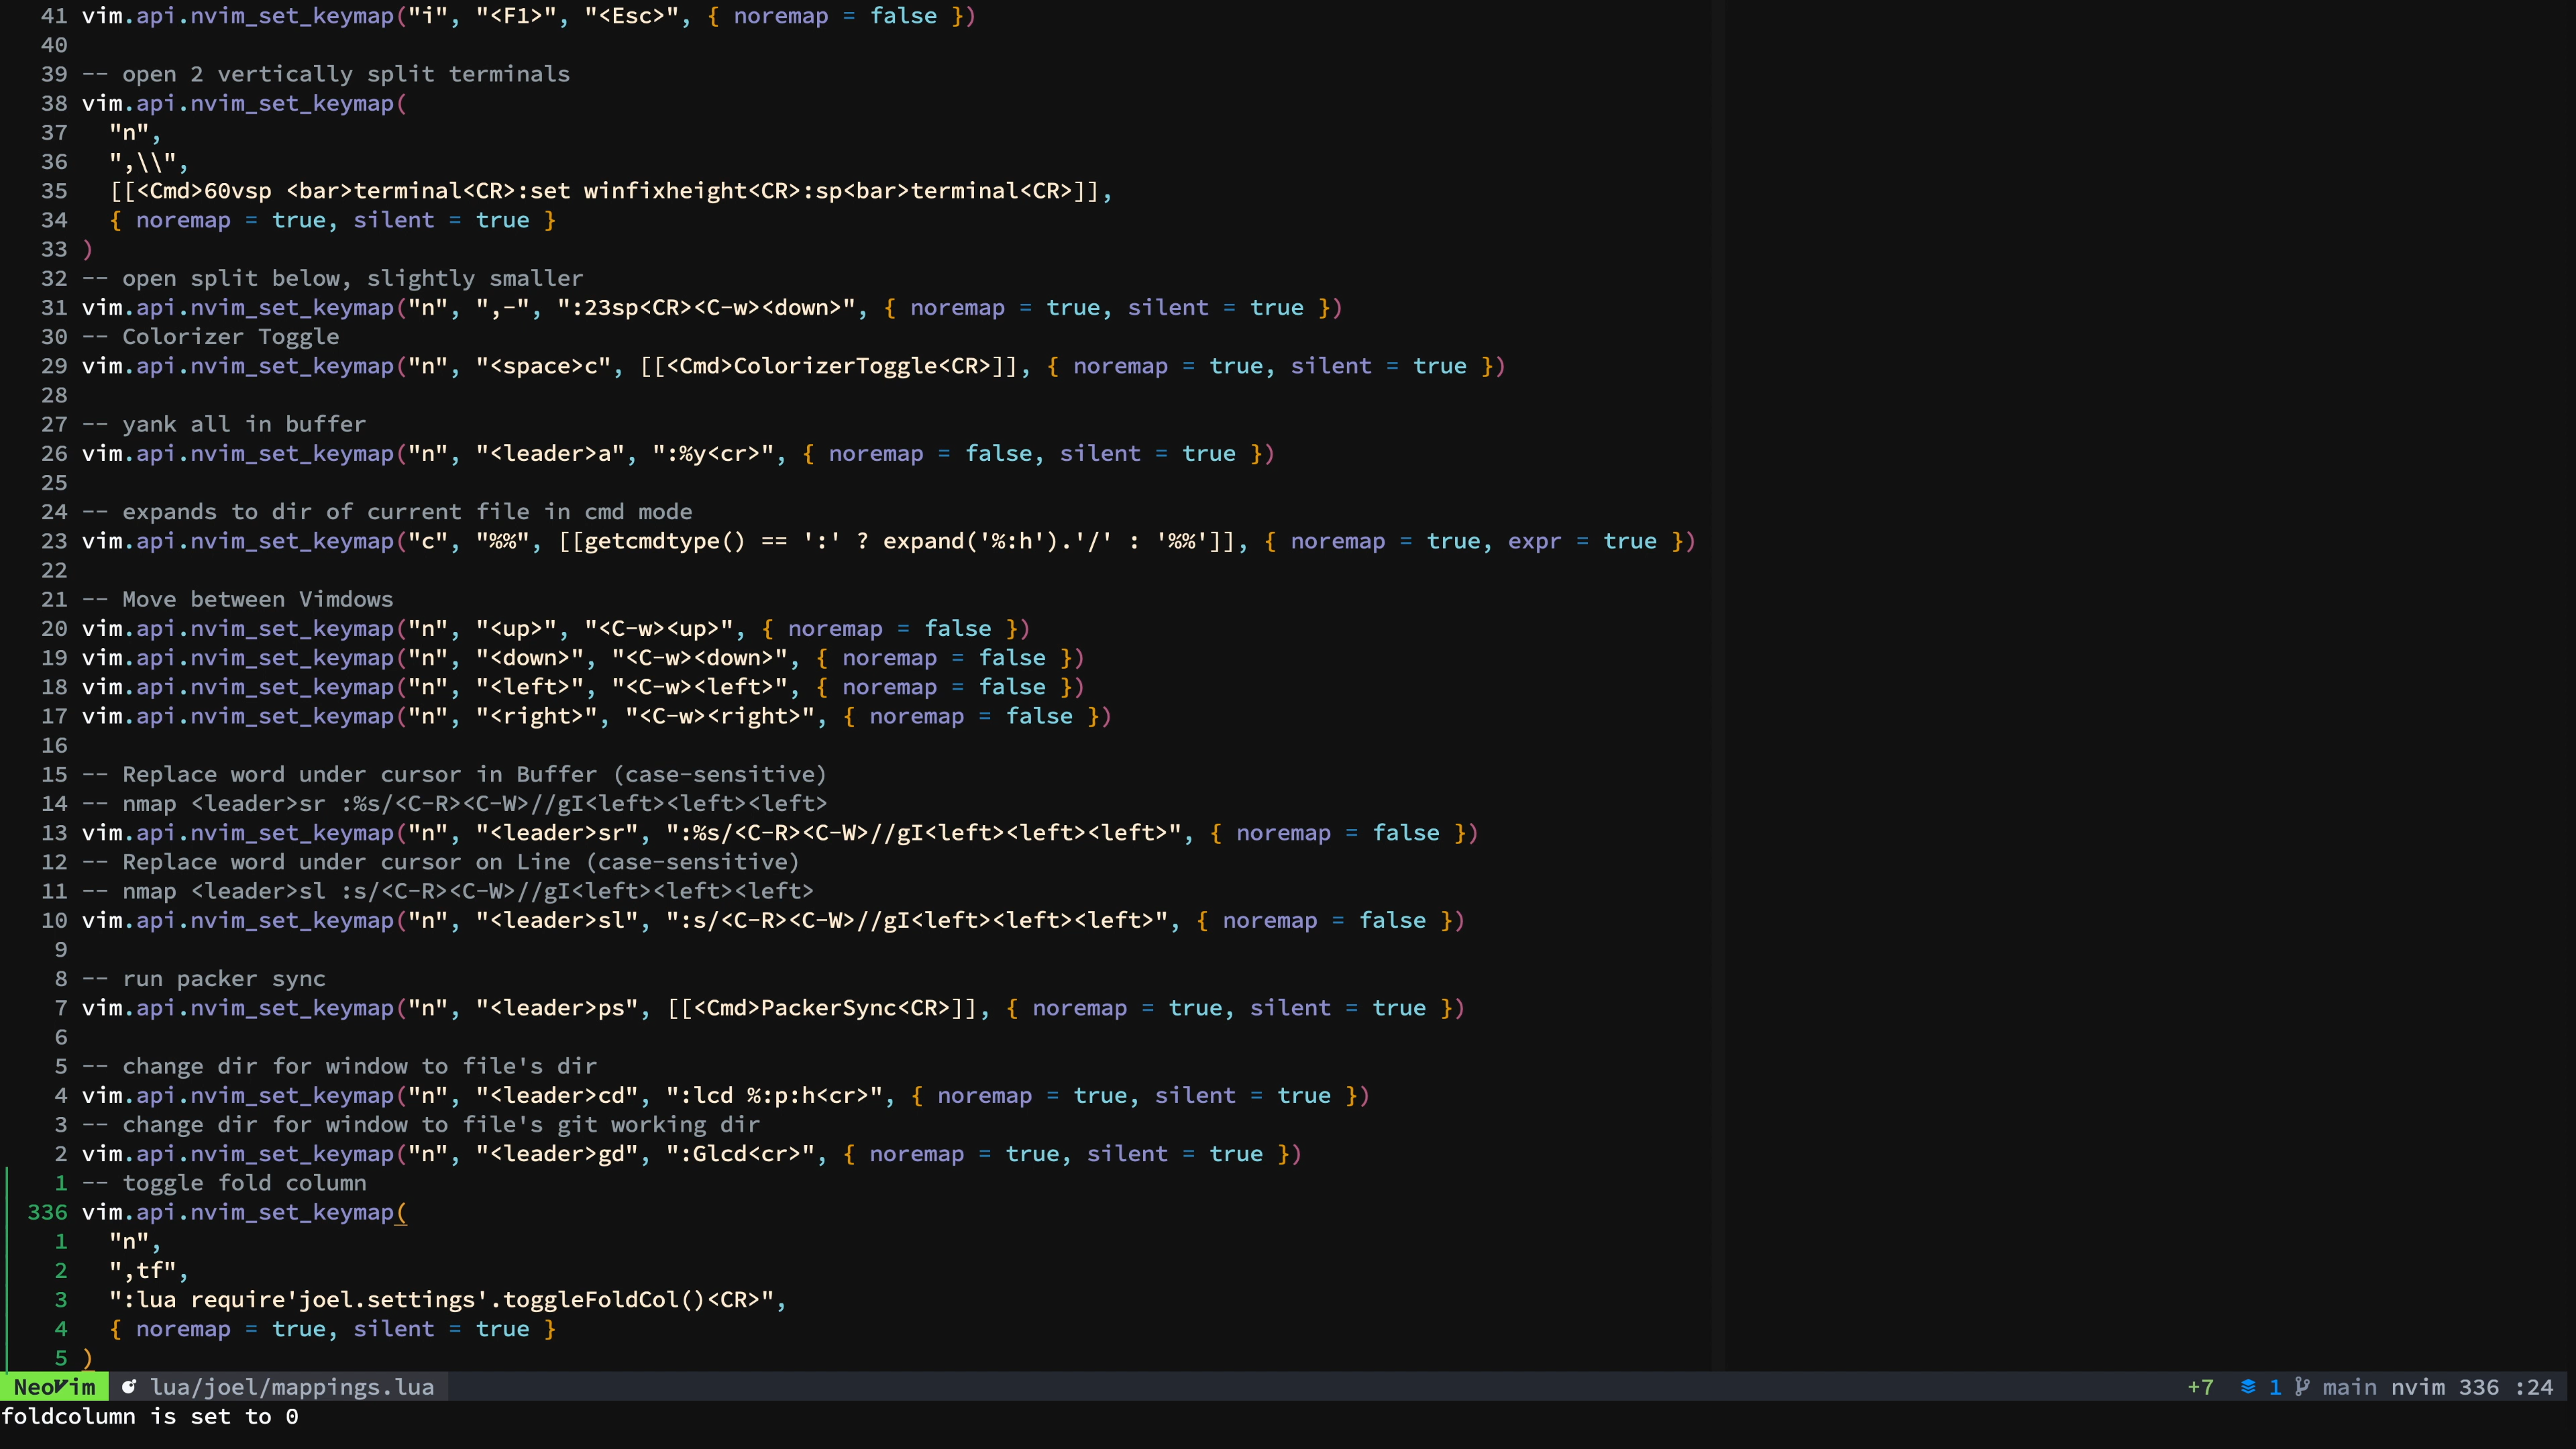 41 vim.api.nvim_set_keymap("i", "<F1>", "<Esc>", { noremap = false })
40
39 -- open 2 vertically split terminals
38 vim.api.nvim_set_keymap(
37   "n",
36   ",\\",
35   [[<Cmd>60vsp <bar>terminal<CR>:set winfixheight<CR>:sp<bar>terminal<CR>]],
34   { noremap = true, silent = true }
33 )
32 -- open split below, slightly smaller
31 vim.api.nvim_set_keymap("n", ",-", ":23sp<CR><C-w><down>", { noremap = true, silent = true })
30 -- Colorizer Toggle
29 vim.api.nvim_set_keymap("n", "<space>c", [[<Cmd>ColorizerToggle<CR>]], { noremap = true, silent = true })
28
27 -- yank all in buffer
26 vim.api.nvim_set_keymap("n", "<leader>a", ":%y<cr>", { noremap = false, silent = true })
25
24 -- expands to dir of current file in cmd mode
23 vim.api.nvim_set_keymap("c", "%%", [[getcmdtype() == ':' ? expand('%:h').'/' : '%%']], { noremap = true, expr = true })
22
21 -- Move between Vimdows
20 vim.api.nvim_set_keymap("n", "<up>", "<C-w><up>", { noremap = false })
19 vim.api.nvim_set_keymap("n", "<down>", "<C-w><down>", { noremap = false })
18 vim.api.nvim_set_keymap("n", "<left>", "<C-w><left>", { noremap = false })
17 vim.api.nvim_set_keymap("n", "<right>", "<C-w><right>", { noremap = false })
16
15 -- Replace word under cursor in Buffer (case-sensitive)
14 -- nmap <leader>sr :%s/<C-R><C-W>//gI<left><left><left>
13 vim.api.nvim_set_keymap("n", "<leader>sr", ":%s/<C-R><C-W>//gI<left><left><left>", { noremap = false })
12 -- Replace word under cursor on Line (case-sensitive)
11 -- nmap <leader>sl :s/<C-R><C-W>//gI<left><left><left>
10 vim.api.nvim_set_keymap("n", "<leader>sl", ":s/<C-R><C-W>//gI<left><left><left>", { noremap = false })
9
8 -- run packer sync
7 vim.api.nvim_set_keymap("n", "<leader>ps", [[<Cmd>PackerSync<CR>]], { noremap = true, silent = true })
6
5 -- change dir for window to file's dir
4 vim.api.nvim_set_keymap("n", "<leader>cd", ":lcd %:p:h<cr>", { noremap = true, silent = true })
3 -- change dir for window to file's git working dir
2 vim.api.nvim_set_keymap("n", "<leader>gd", ":Glcd<cr>", { noremap = true, silent = true })
1 -- toggle fold column
336 vim.api.nvim_set_keymap(
1   "n",
2   ",tf",
3   ":lua require'joel.settings'.toggleFoldCol()<CR>",
4   { noremap = true, silent = true }
5 )
NeoVim lua/joel/mappings.lua +7 1 main nvim 336 :24
foldcolumn is set to 0